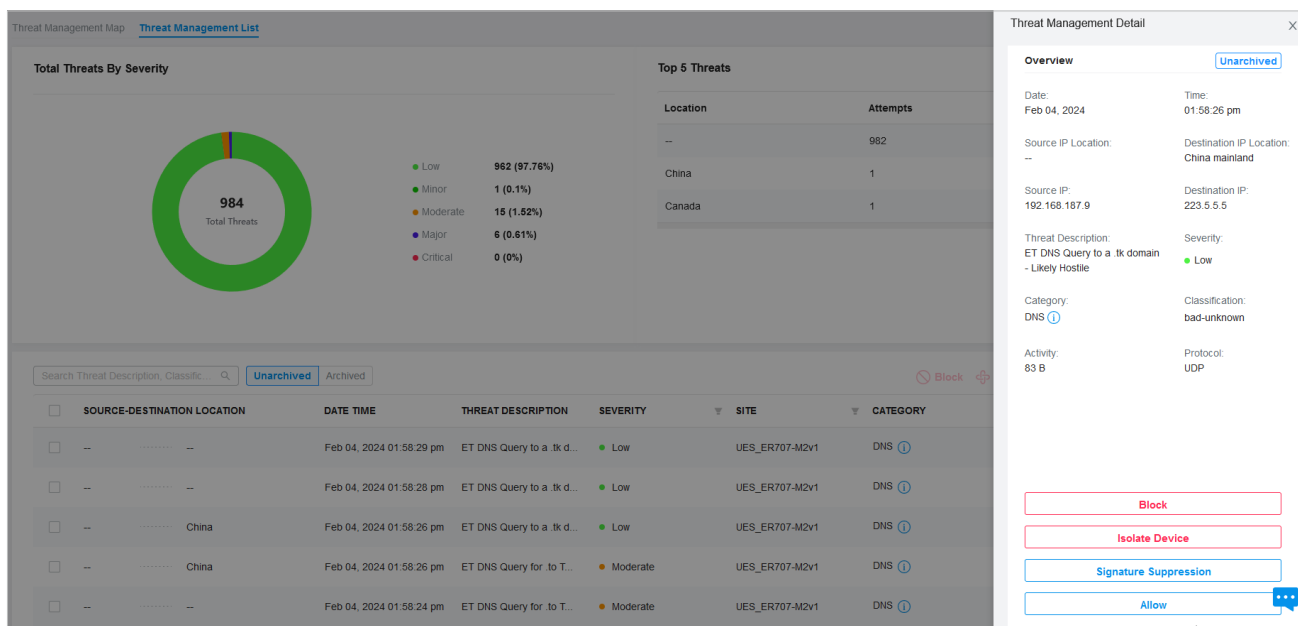 Threat Management Map Threat Management List
Total Threats By Severity
984
Total Threats
Low 962 (97.76%)
Minor 1 (0.1%)
Moderate 15 (1.52%)
Major 6 (0.61%)
Critical 0 (0%)
Top 5 Threats
Location Attempts
-- 982
China 1
Canada 1
Search Threat Description, Classific... Unarchived Archived Block
SOURCE-DESTINATION LOCATION DATE TIME THREAT DESCRIPTION SEVERITY SITE CATEGORY
-- -- Feb 04, 2024 01:58:29 pm ET DNS Query to a .tk d... Low UES_ER707-M2v1 DNS
-- -- Feb 04, 2024 01:58:28 pm ET DNS Query to a .tk d... Low UES_ER707-M2v1 DNS
-- China Feb 04, 2024 01:58:26 pm ET DNS Query to a .tk d... Low UES_ER707-M2v1 DNS
-- China Feb 04, 2024 01:58:26 pm ET DNS Query for .to T... Moderate UES_ER707-M2v1 DNS
-- -- Feb 04, 2024 01:58:24 pm ET DNS Query for .to T... Moderate UES_ER707-M2v1 DNS
Threat Management Detail
Overview Unarchived
Date: Time:
Feb 04, 2024 01:58:26 pm
Source IP Location: Destination IP Location:
-- China mainland
Source IP: Destination IP:
192.168.187.9 223.5.5.5
Threat Description: Severity:
ET DNS Query to a .tk domain
- Likely Hostile Low
Category: Classification:
DNS bad-unknown
Activity: Protocol:
83 B UDP
Block
Isolate Device
Signature Suppression
Allow